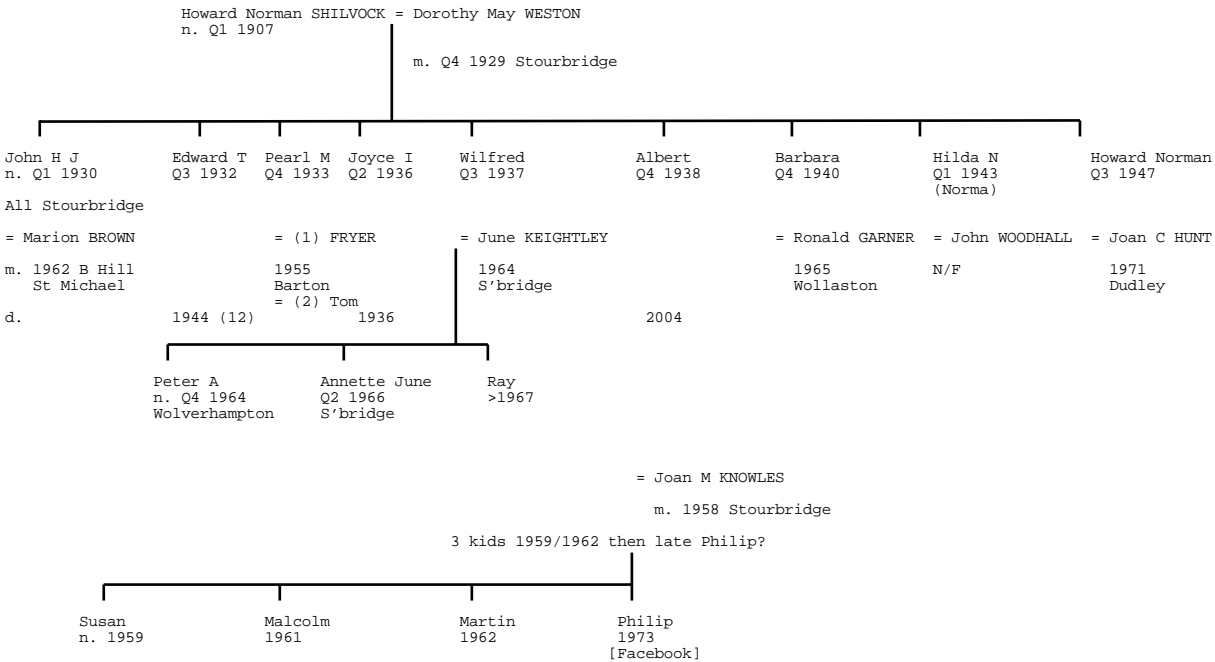 Howard Norman SHILVOCK = Dorothy May WESTON
n. Q1 1907
m. Q4 1929 Stourbridge
John H J Edward T Pearl M Joyce I Wilfred Albert Barbara Hilda N Howard Norman
n. Q1 1930 Q3 1932 Q4 1933 Q2 1936 Q3 1937 Q4 1938 Q4 1940 Q1 1943 Q3 1947
(Norma)
All Stourbridge
= Marion BROWN = (1) FRYER = June KEIGHTLEY = Ronald GARNER = John WOODHALL = Joan C HUNT
m. 1962 B Hill 1955 1964 1965 N/F 1971
St Michael Barton S'bridge Wollaston Dudley
= (2) Tom
d. 1944 (12) 1936 2004
Peter A Annette June Ray
n. Q4 1964 Q2 1966 >1967
Wolverhampton S'bridge
= Joan M KNOWLES
m. 1958 Stourbridge
3 kids 1959/1962 then late Philip?
Susan Malcolm Martin Philip
n. 1959 1961 1962 1973
[Facebook]